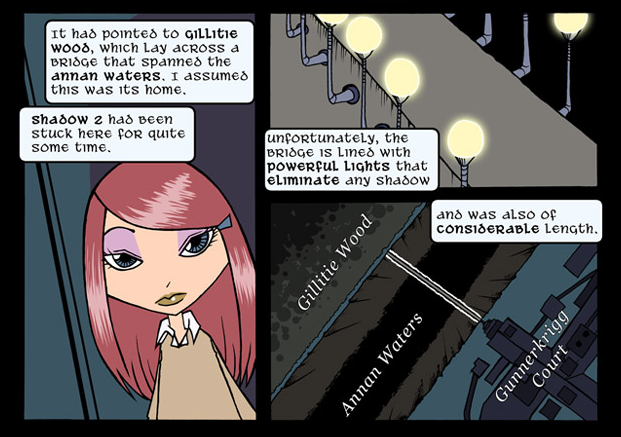 It had pointed to Gillitie
Wood, which lay across a
bridge that spanned the
Annan Waters. I assumed
this was its home.
Shadow 2 had been
stuck here for quite
some time.
Unfortunately, the
bridge is lined with
powerful lights that
eliminate any shadow
and was also of
considerable length.
Gillitie Wood
Annan Waters
Gunnerkrigg
Court